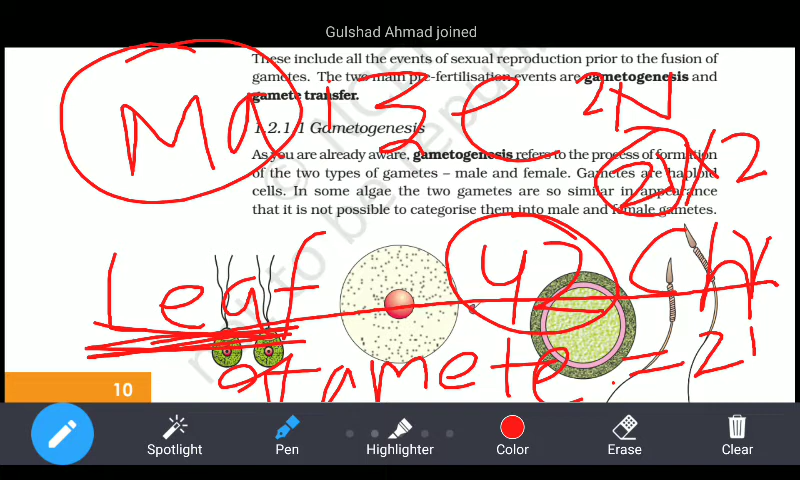 Gulshad Ahmad joined
These include all the events of sexual reproduction prior to the fusion of
gametes. The two main pre-fertilisation events are gametogenesis and
gamete transfer.
Maize 2N
1.2.1.1 Gametogenesis
As you are already aware, gametogenesis refers to the process of formation
of the two types of gametes – male and female. Gametes are haploid
cells. In some algae the two gametes are so similar in appearance
that it is not possible to categorise them into male and female gametes.
x 2
Leaf 42
gamete = 21
10
Spotlight Pen Highlighter Color Erase Clear